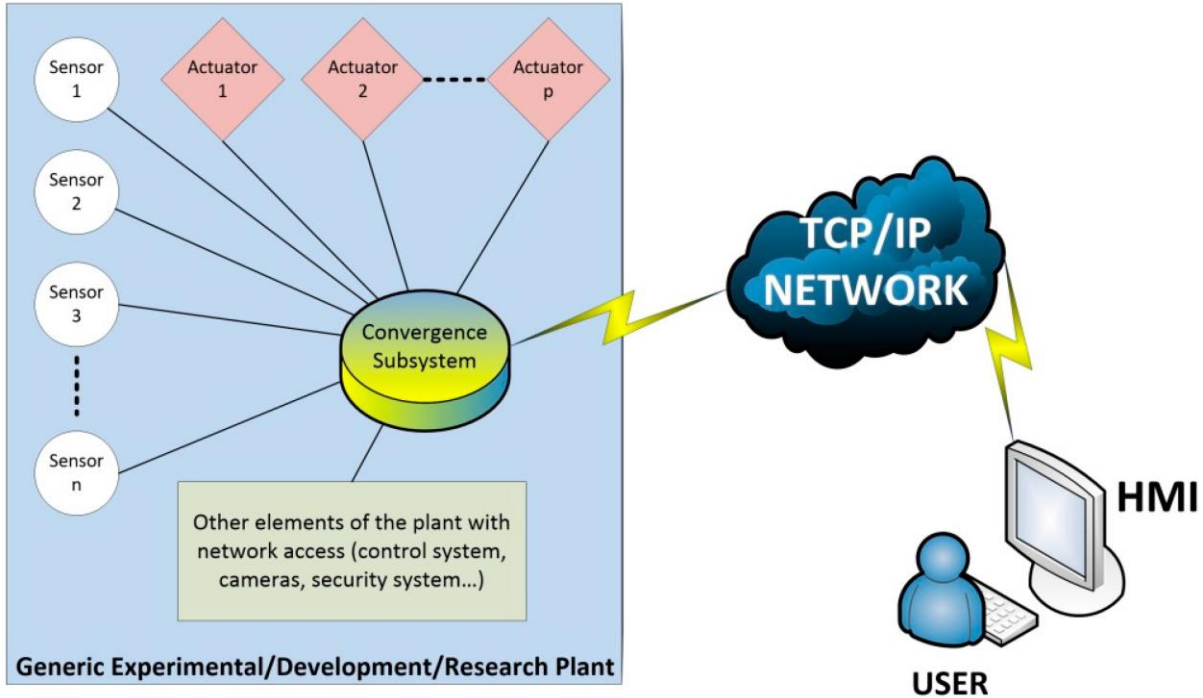 Sensor
1
Actuator
1
Actuator
2
Actuator
p
Sensor
2
Sensor
3
Sensor
n
Convergence
Subsystem
Other elements of the plant with
network access (control system,
cameras, security system...)
Generic Experimental/Development/Research Plant
TCP/IP
NETWORK
HMI
USER